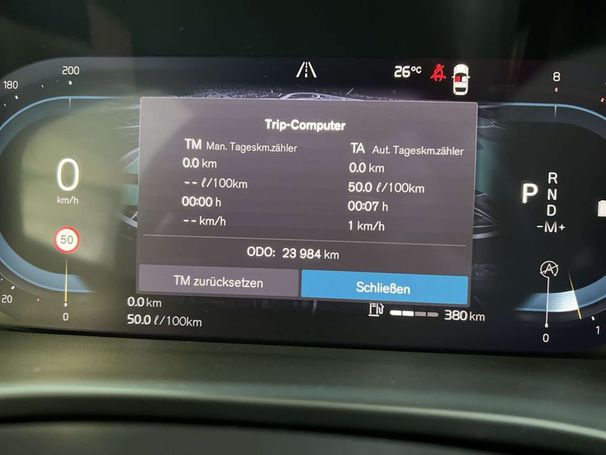 200
180
26°C
8
Trip-Computer
TM Man. Tageskm.zähler
TA Aut. Tageskm.zähler
0.0 km
0.0 km
-- ℓ/100km
50.0 ℓ/100km
00:00 h
00:07 h
-- km/h
1 km/h
ODO: 23 984 km
TM zurücksetzen
Schließen
0
km/h
50
20
0
0.0 km
50.0 ℓ/100km
380 km
P
R
N
D
-M+
A
0
1